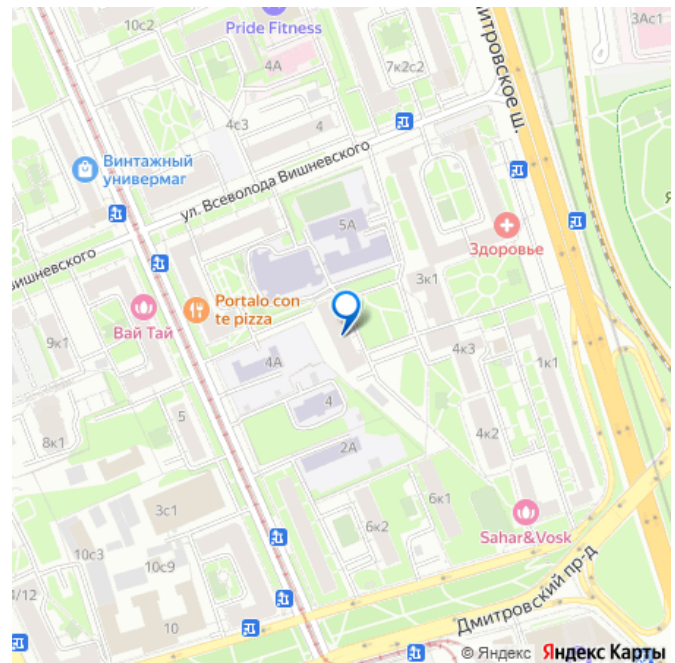 10с2
Pride Fitness
3Ас1
4А
7к2с2
Дмитровское ш.
4с3
4
Винтажный
универмаг
ул. Всеволода Вишневского
5А
Здоровье
вишневского
3к1
Portalo con
te pizza
Вай Тай
9к1
4А
4к3
1к1
4
5
8к1
2А
4к2
3с1
6к1
6к2
Sahar&Vosk
10с3
10с9
4/12
10
Дмитровский пр-д
© Яндекс Яндекс Карты